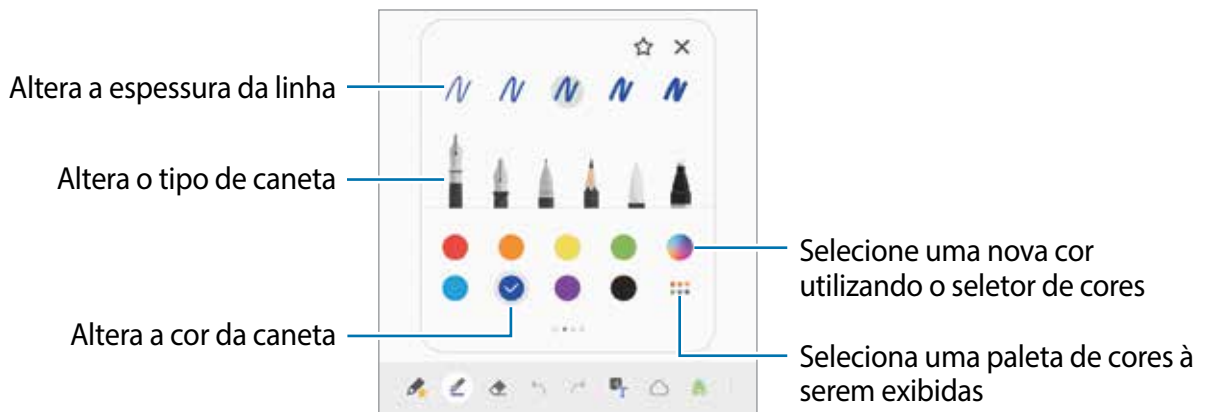 Altera a espessura da linha
Altera o tipo de caneta
Altera a cor da caneta
Selecione uma nova cor
utilizando o seletor de cores
Seleciona uma paleta de cores à
serem exibidas